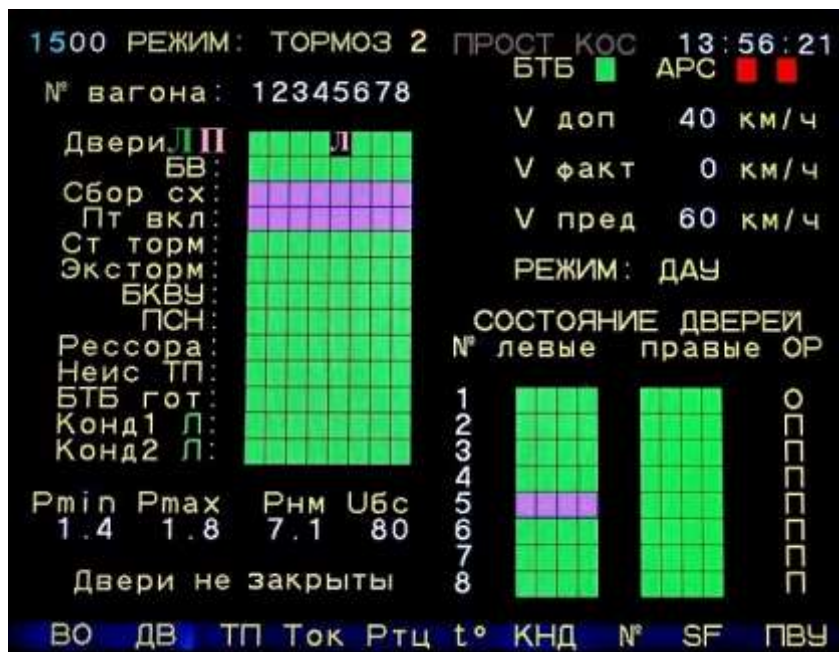 1500 РЕЖИМ: ТОРМОЗ 2 ПРОСТ КОС 13:56:21
БТБ АРС
№ вагона: 12345678
V доп 40 км/ч
Двери Л П Л
БВ:
V факт 0 км/ч
Сбор сх:
Пт вкл:
V пред 60 км/ч
Ст торм:
Эксторм:
РЕЖИМ: ДАУ
БКВУ:
ПСН:
СОСТОЯНИЕ ДВЕРЕЙ
Рессора:
№ левые правые ОР
Неис ТП:
БТБ гот:
1 О
Конд1 Л:
2 П
Конд2 Л:
3 П
4 П
Pmin Pmax Рнм Uбс
5 П
1.4 1.8 7.1 80
6 П
7 П
Двери не закрыты
8 П
ВО ДВ ТП Ток Ртц t° КНД № SF ПВУ